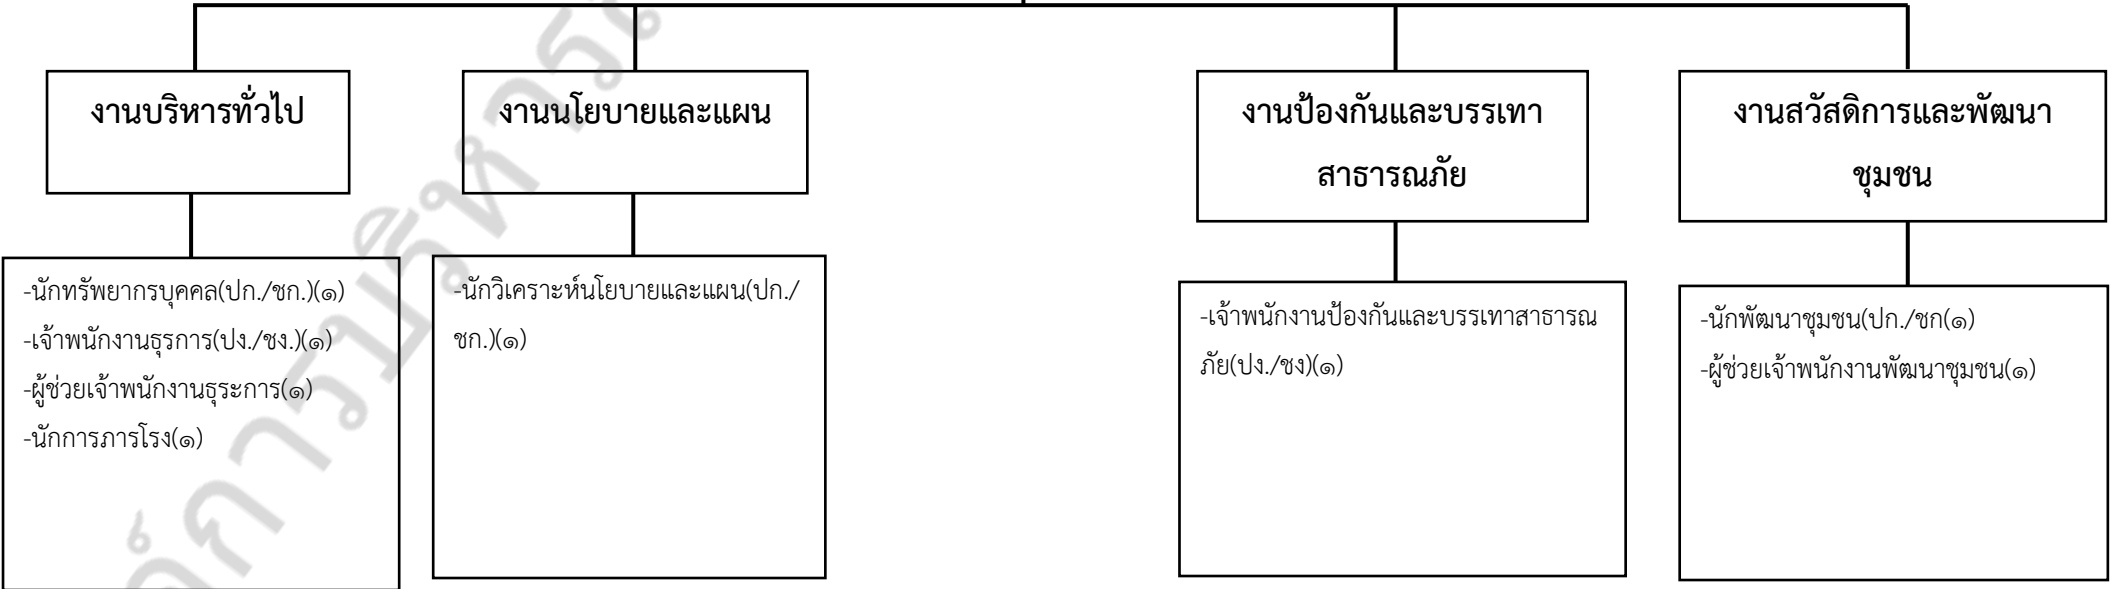 งานบริหารทั่วไป
งานนโยบายและแผน
งานป้องกันและบรรเทา
สาธารณภัย
งานสวัสดิการและพัฒนา
ชุมชน
-นักทรัพยากรบุคคล(ปก./ชก.)(๑)
-เจ้าพนักงานธุรการ(ปง./ชง.)(๑)
-ผู้ช่วยเจ้าพนักงานธุระการ(๑)
-นักการภารโรง(๑)
-นักวิเคราะห์นโยบายและแผน(ปก./
ชก.)(๑)
-เจ้าพนักงานป้องกันและบรรเทาสาธารณ
ภัย(ปง./ชง)(๑)
-นักพัฒนาชุมชน(ปก./ชก(๑)
-ผู้ช่วยเจ้าพนักงานพัฒนาชุมชน(๑)